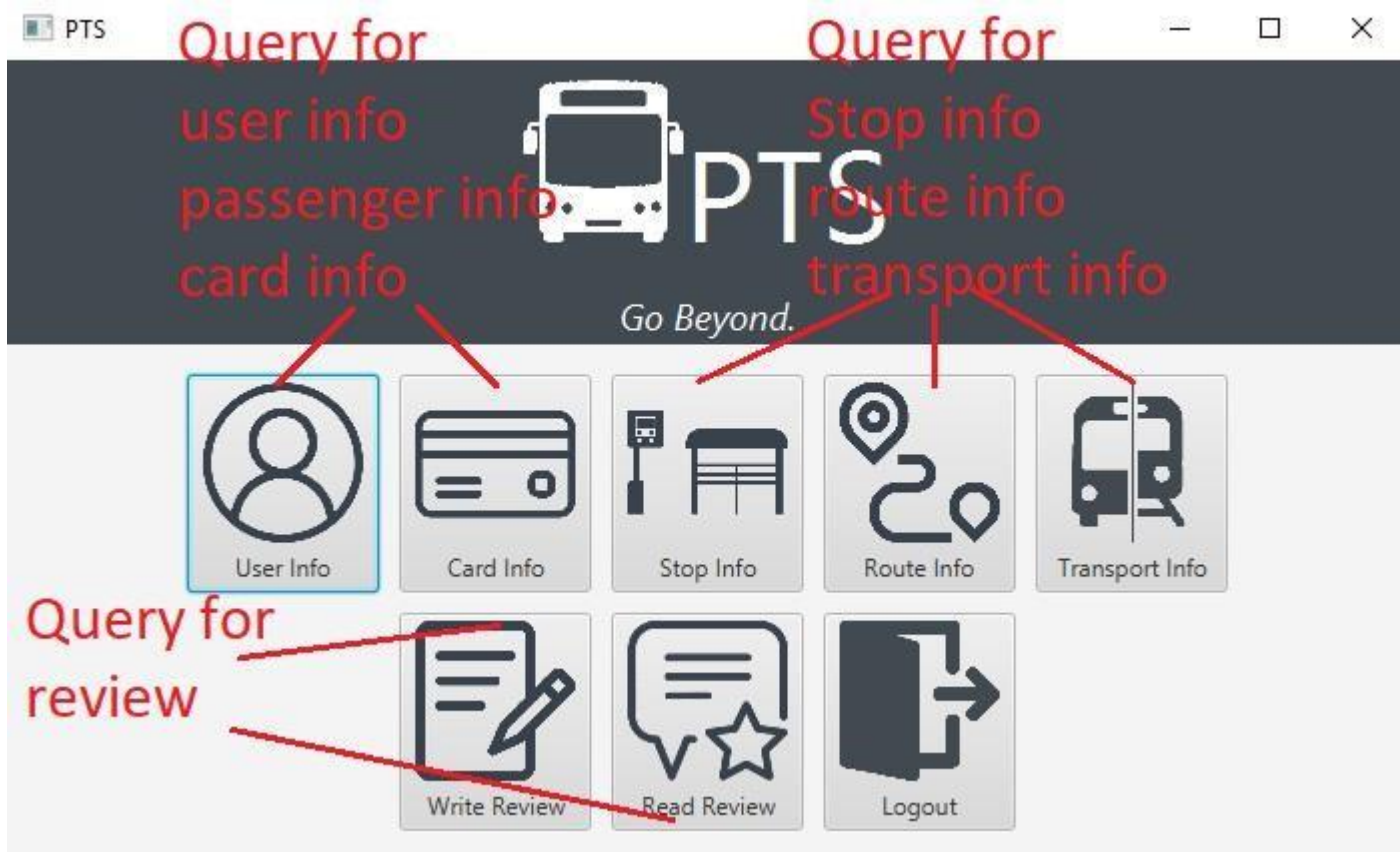 PTS
Query for
user info
passenger info
card info
Query for
Stop info
route info
transport info
PTS
Go Beyond.
User Info
Card Info
Stop Info
Route Info
Transport Info
Query for
review
Write Review
Read Review
Logout